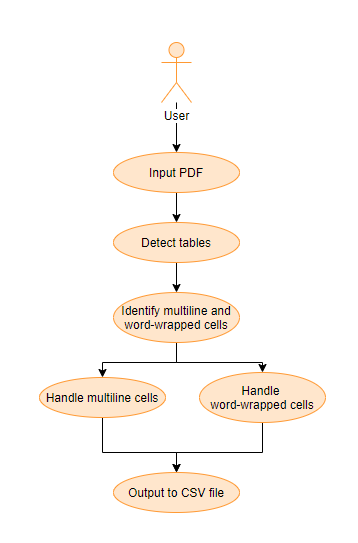 User
Input PDF
Detect tables
Identify multiline and
word-wrapped cells
Handle multiline cells
Handle
word-wrapped cells
Output to CSV file